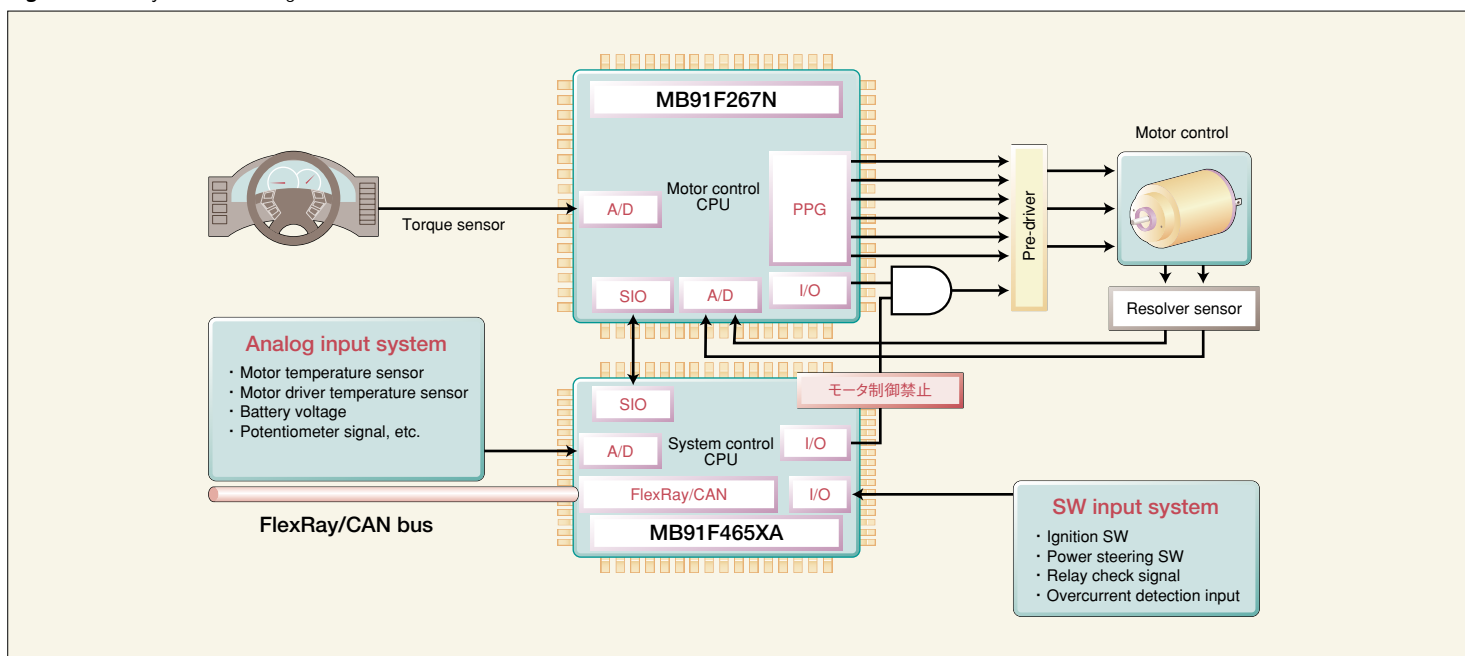 MB91F267N
Motor control
CPU
A/D
PPG
SIO
A/D
I/O
Torque sensor
Pre-driver
Motor control
Resolver sensor
Analog input system
・Motor temperature sensor
・Motor driver temperature sensor
・Battery voltage
・Potentiometer signal, etc.
モータ制御禁止
SIO
A/D
System control
CPU
I/O
FlexRay/CAN
I/O
MB91F465XA
FlexRay/CAN bus
SW input system
・Ignition SW
・Power steering SW
・Relay check signal
・Overcurrent detection input